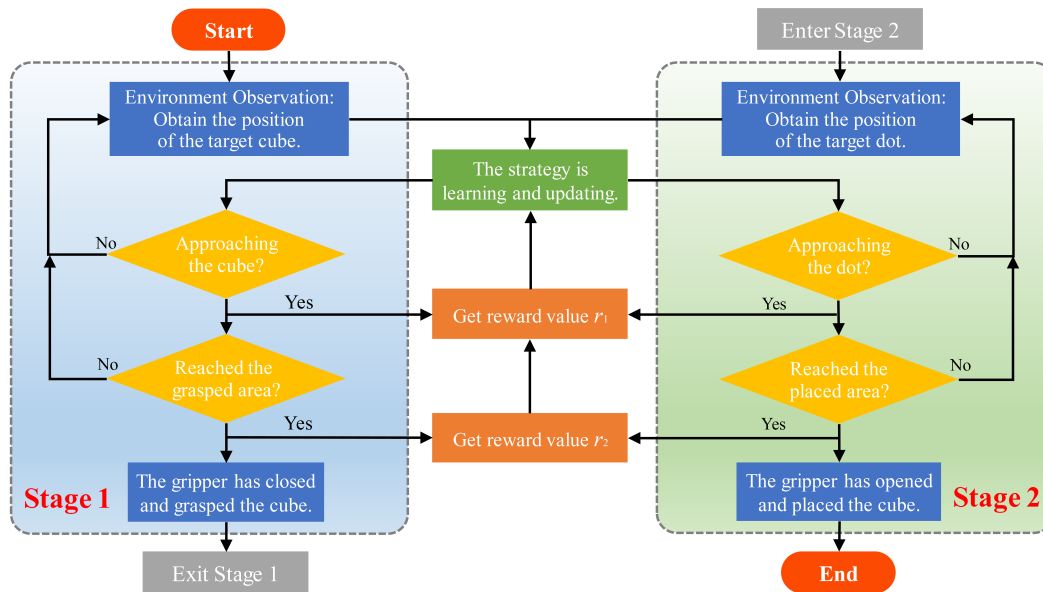 Start
Environment Observation:
Obtain the position
of the target cube.
No
Approaching
the cube?
Yes
No
Reached the
grasped area?
Yes
The gripper has closed
and grasped the cube.
Stage 1
Exit Stage 1
The strategy is
learning and updating.
Get reward value r₁
Get reward value r₂
Enter Stage 2
Environment Observation:
Obtain the position
of the target dot.
Approaching
the dot?
No
Yes
Reached the
placed area?
No
Yes
The gripper has opened
and placed the cube.
Stage 2
End